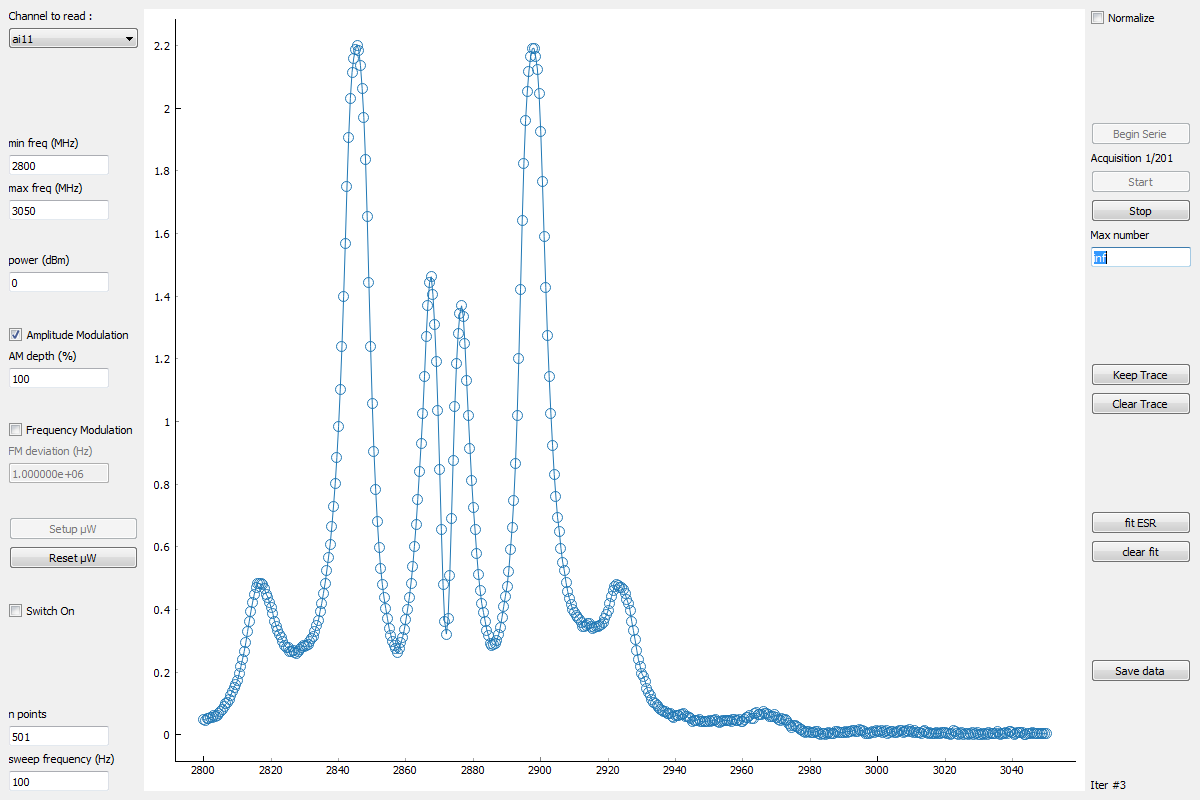 Channel to read :
ai11
min freq (MHz)
2800
max freq (MHz)
3050
power (dBm)
0
Amplitude Modulation
AM depth (%)
100
Frequency Modulation
FM deviation (Hz)
1.000000e+06
Setup µW
Reset µW
Switch On
n points
501
sweep frequency (Hz)
100
2.2
2
1.8
1.6
1.4
1.2
1
0.8
0.6
0.4
0.2
0
2800 2820 2840 2860 2880 2900 2920 2940 2960 2980 3000 3020 3040
Normalize
Begin Serie
Acquisition 1/201
Start
Stop
Max number
inf
Keep Trace
Clear Trace
fit ESR
clear fit
Save data
Iter #3